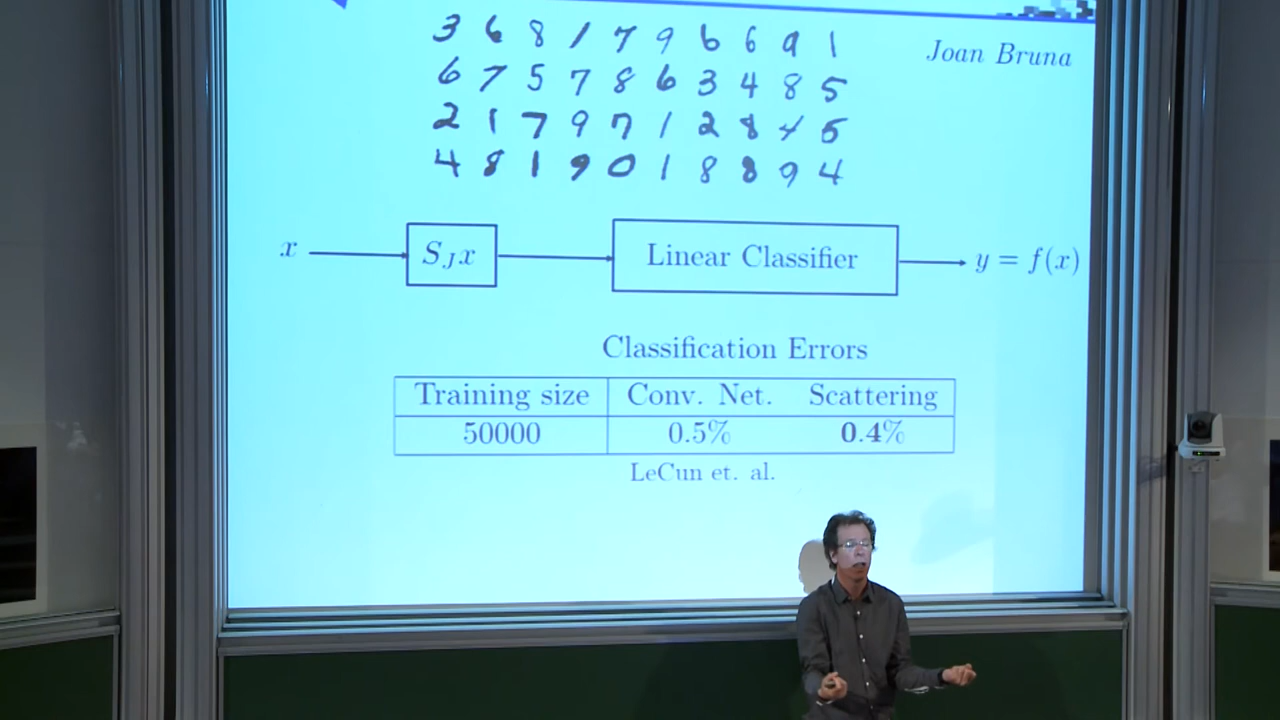 3 6 8 1 7 9 6 6 9 1
Joan Bruna
6 7 5 7 8 6 3 4 8 5
2 1 7 9 7 1 2 8 4 5
4 8 1 9 0 1 8 8 9 4
x S_J x Linear Classifier y = f(x)
Classification Errors
Training size Conv. Net. Scattering
50000 0.5% 0.4%
LeCun et. al.